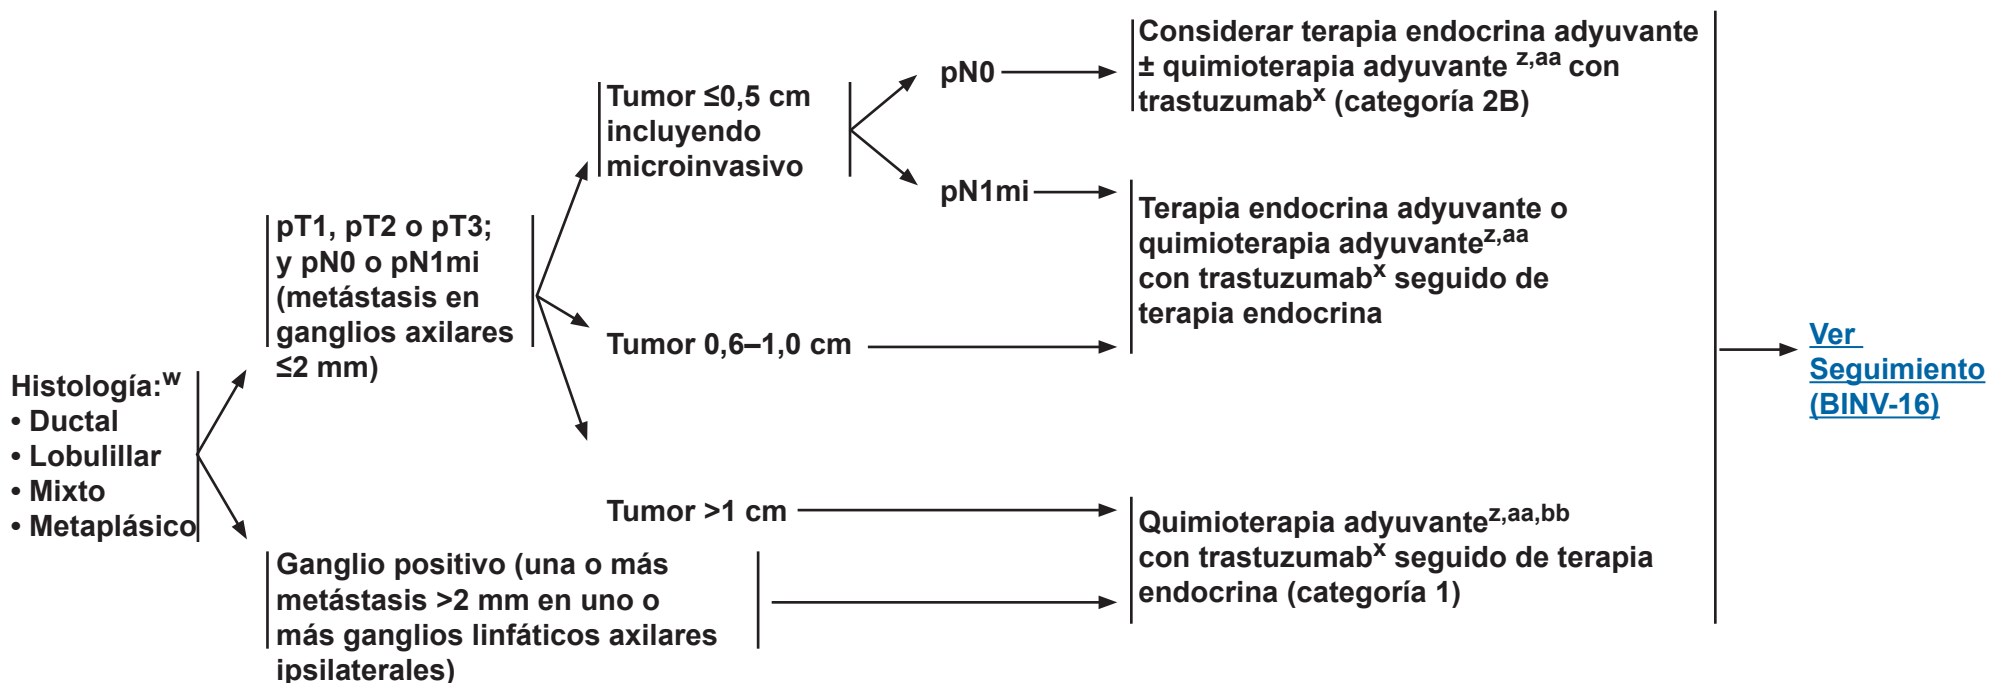 Histología:w
• Ductal
• Lobulillar
• Mixto
• Metaplásico
pT1, pT2 o pT3;
y pN0 o pN1mi
(metástasis en
ganglios axilares
≤2 mm)
Ganglio positivo (una o más
metástasis >2 mm en uno o
más ganglios linfáticos axilares
ipsilaterales)
Tumor ≤0,5 cm
incluyendo
microinvasivo
Tumor 0,6–1,0 cm
Tumor >1 cm
pN0
pN1mi
Considerar terapia endocrina adyuvante
± quimioterapia adyuvante z,aa con
trastuzumabx (categoría 2B)
Terapia endocrina adyuvante o
quimioterapia adyuvantez,aa
con trastuzumabx seguido de
terapia endocrina
Quimioterapia adyuvantez,aa,bb
con trastuzumabx seguido de terapia
endocrina (categoría 1)
Ver
Seguimiento
(BINV-16)